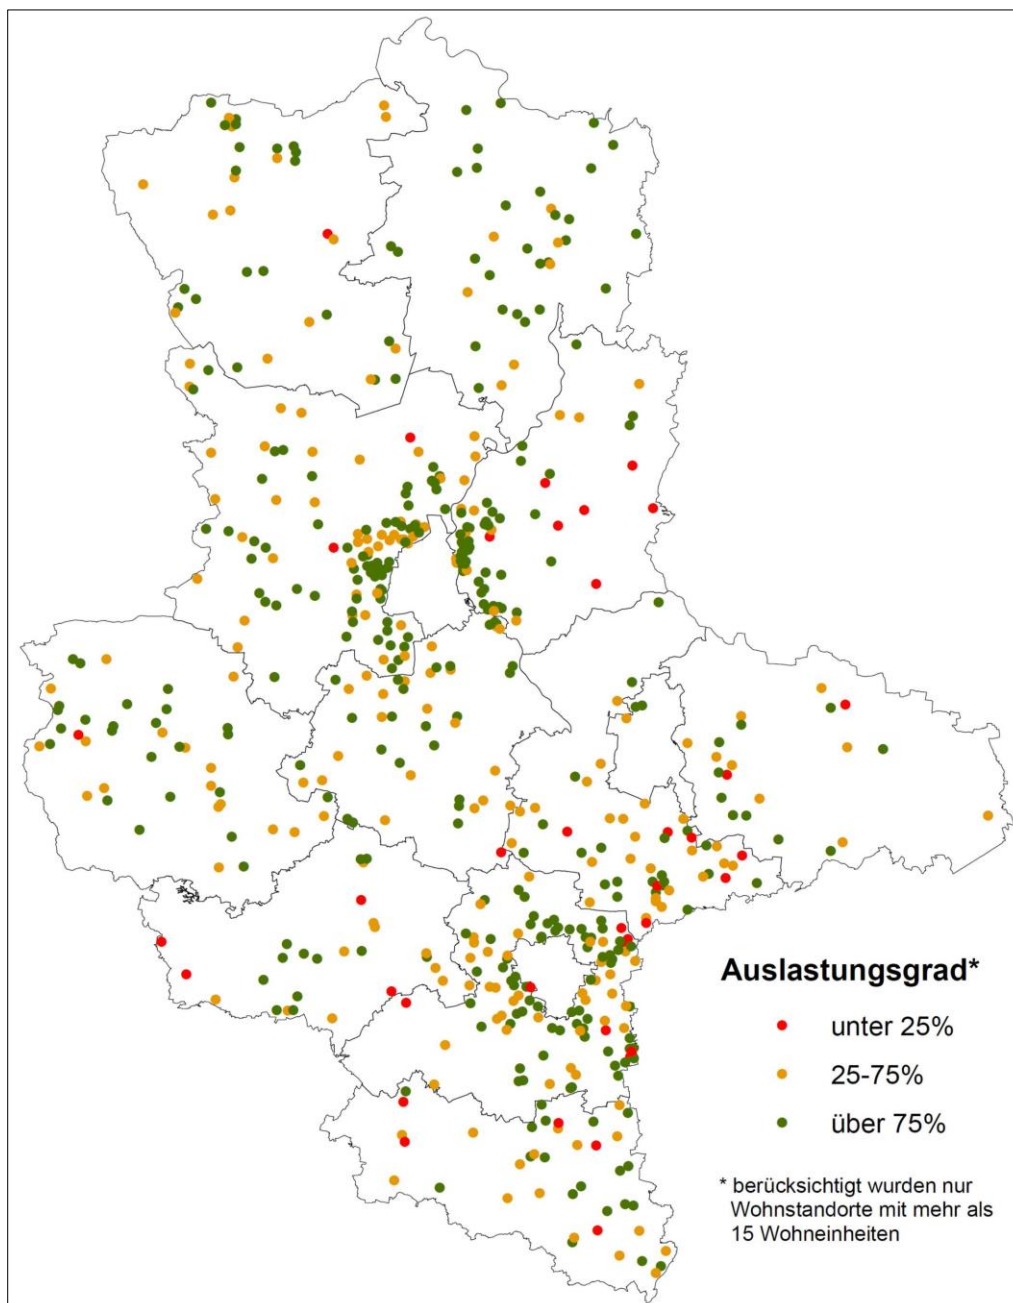 Auslastungsgrad*
unter 25%
25-75%
über 75%
* berücksichtigt wurden nur
Wohnstandorte mit mehr als
15 Wohneinheiten